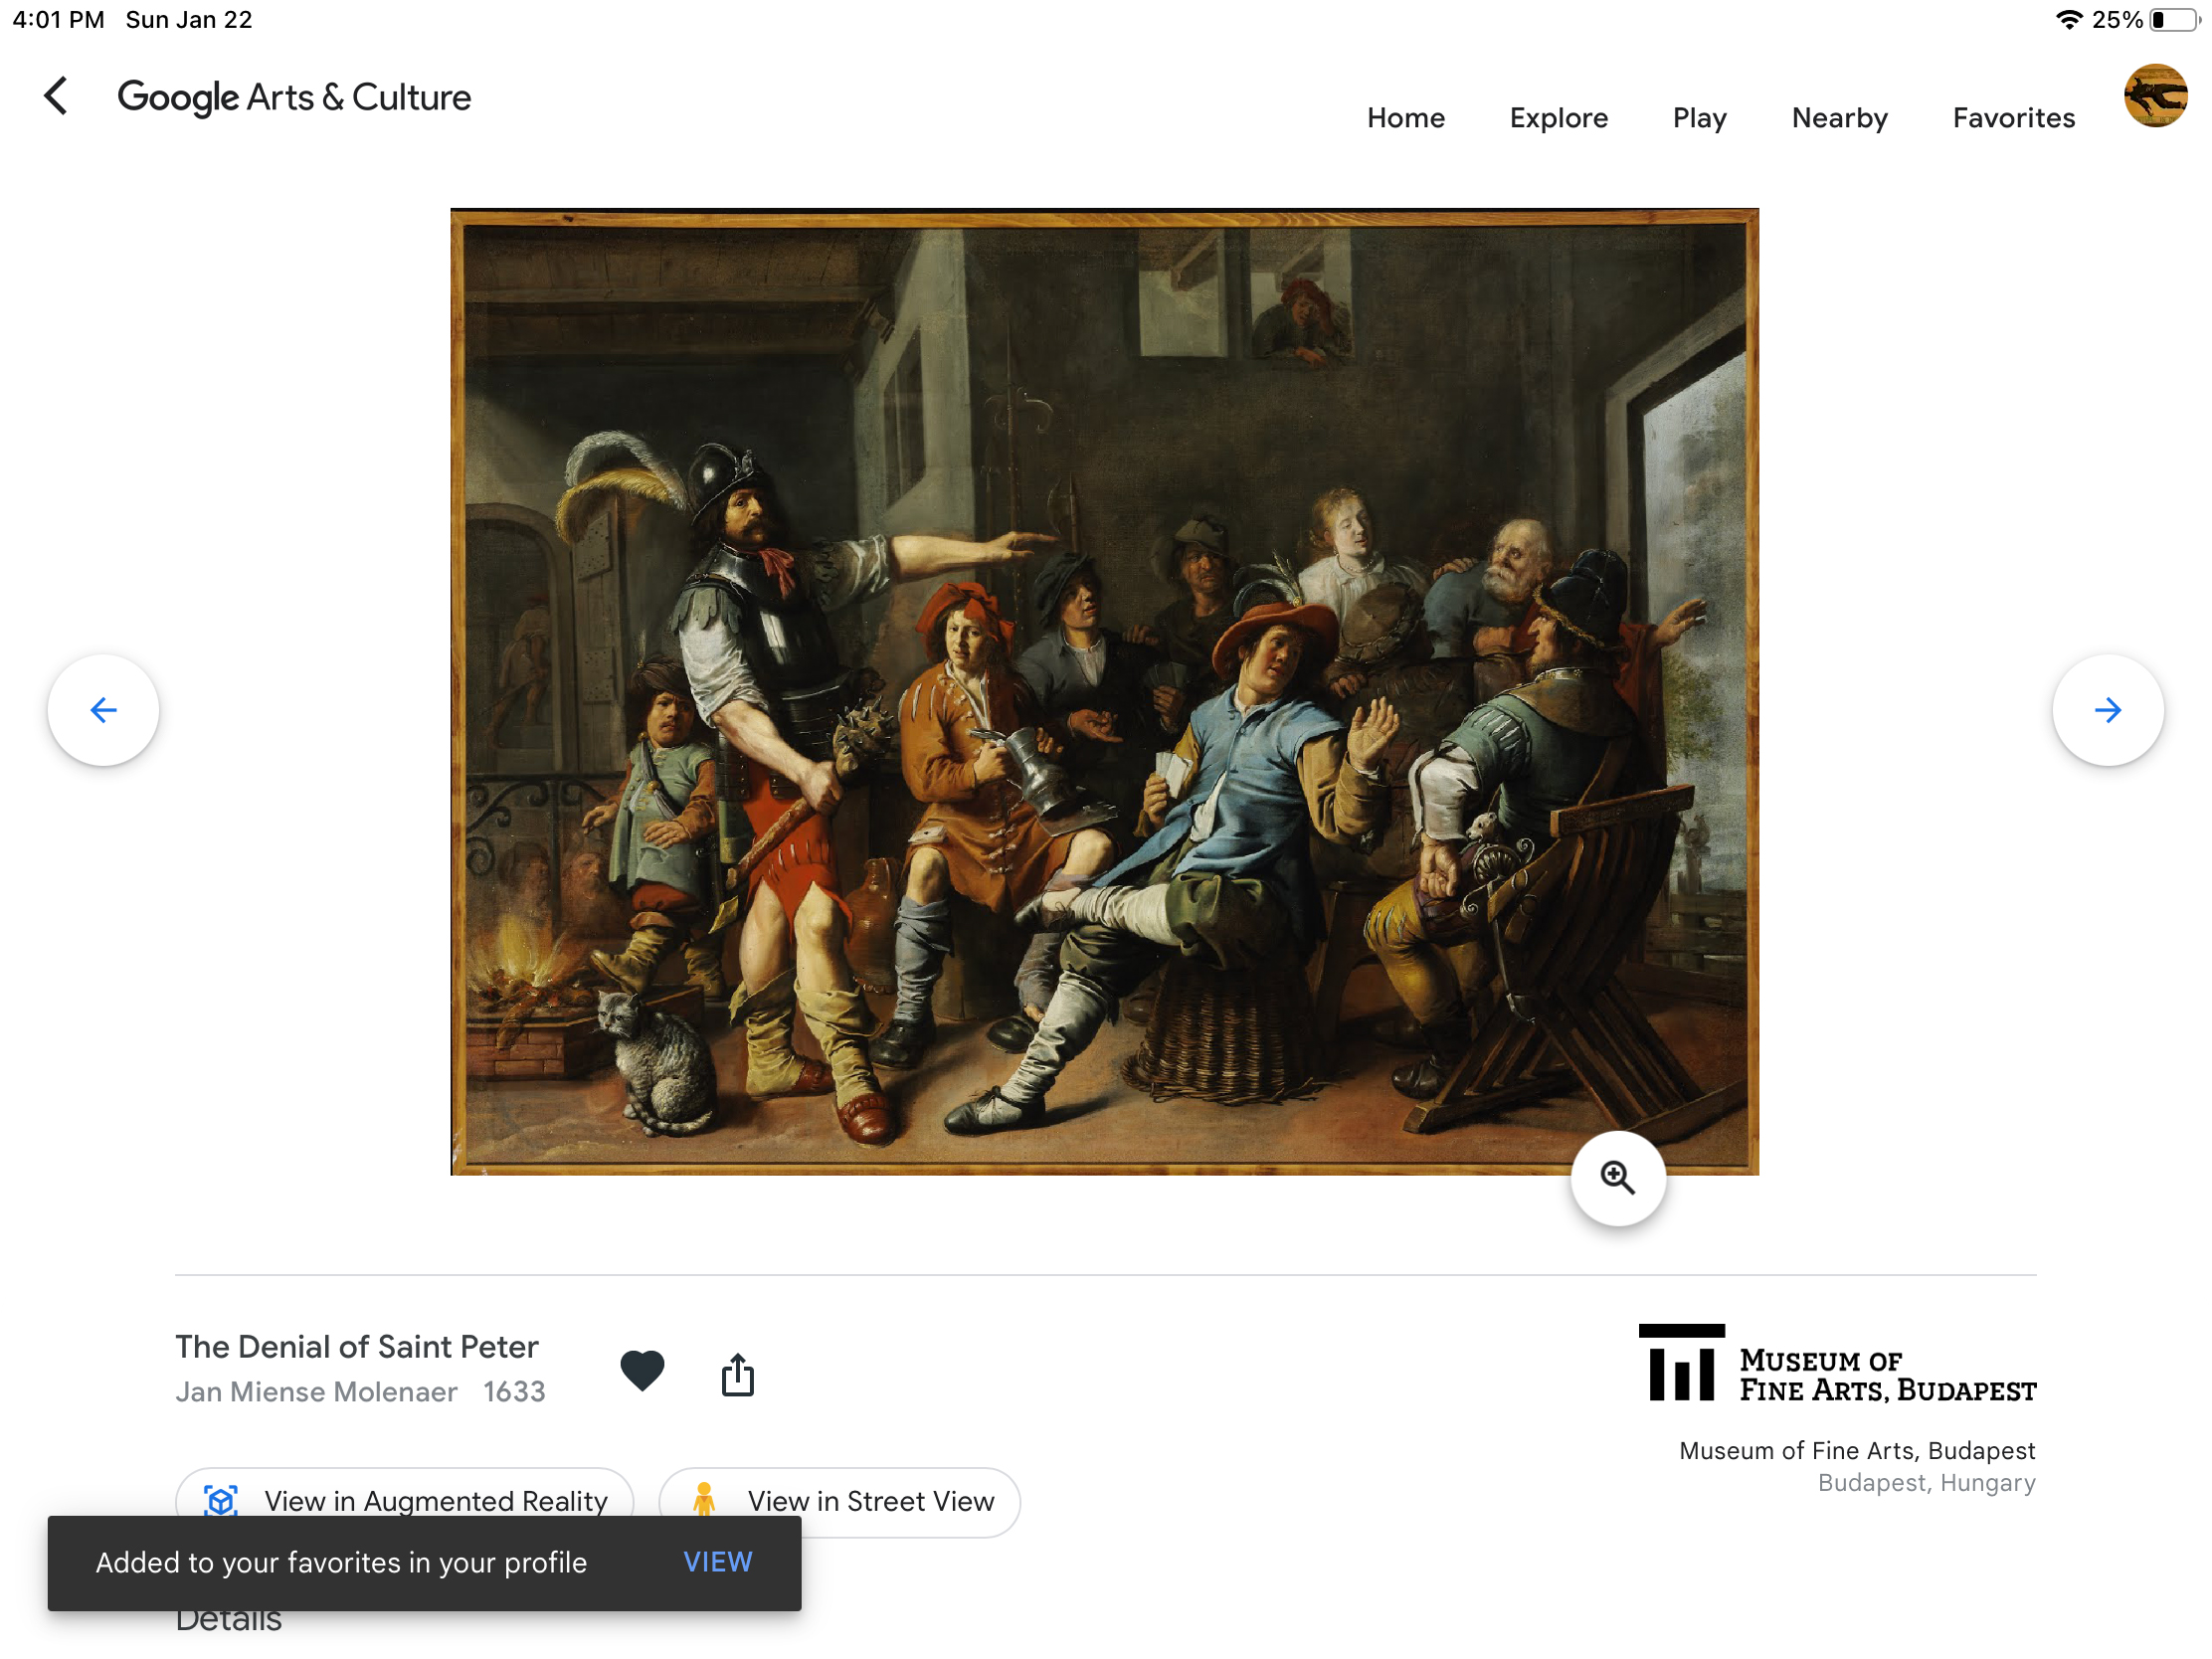 4:01 PM Sun Jan 22
25%
Google Arts & Culture
Home Explore Play Nearby Favorites
The Denial of Saint Peter
Jan Miense Molenaer 1633
MUSEUM OF
FINE ARTS, BUDAPEST
Museum of Fine Arts, Budapest
Budapest, Hungary
View in Augmented Reality
View in Street View
Added to your favorites in your profile VIEW
Details